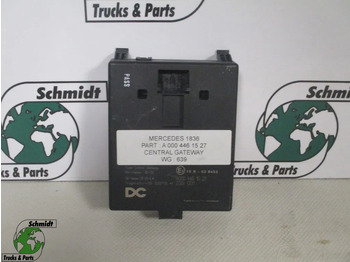 Trucks & Parts
Schmidt
PASS
MERCEDES 1836
PART . A 000 446 15 27
CENTRAL GATEWAY
WG : 639
DC
Schmidt
Trucks & Parts
Schmidt
Trucks & Parts